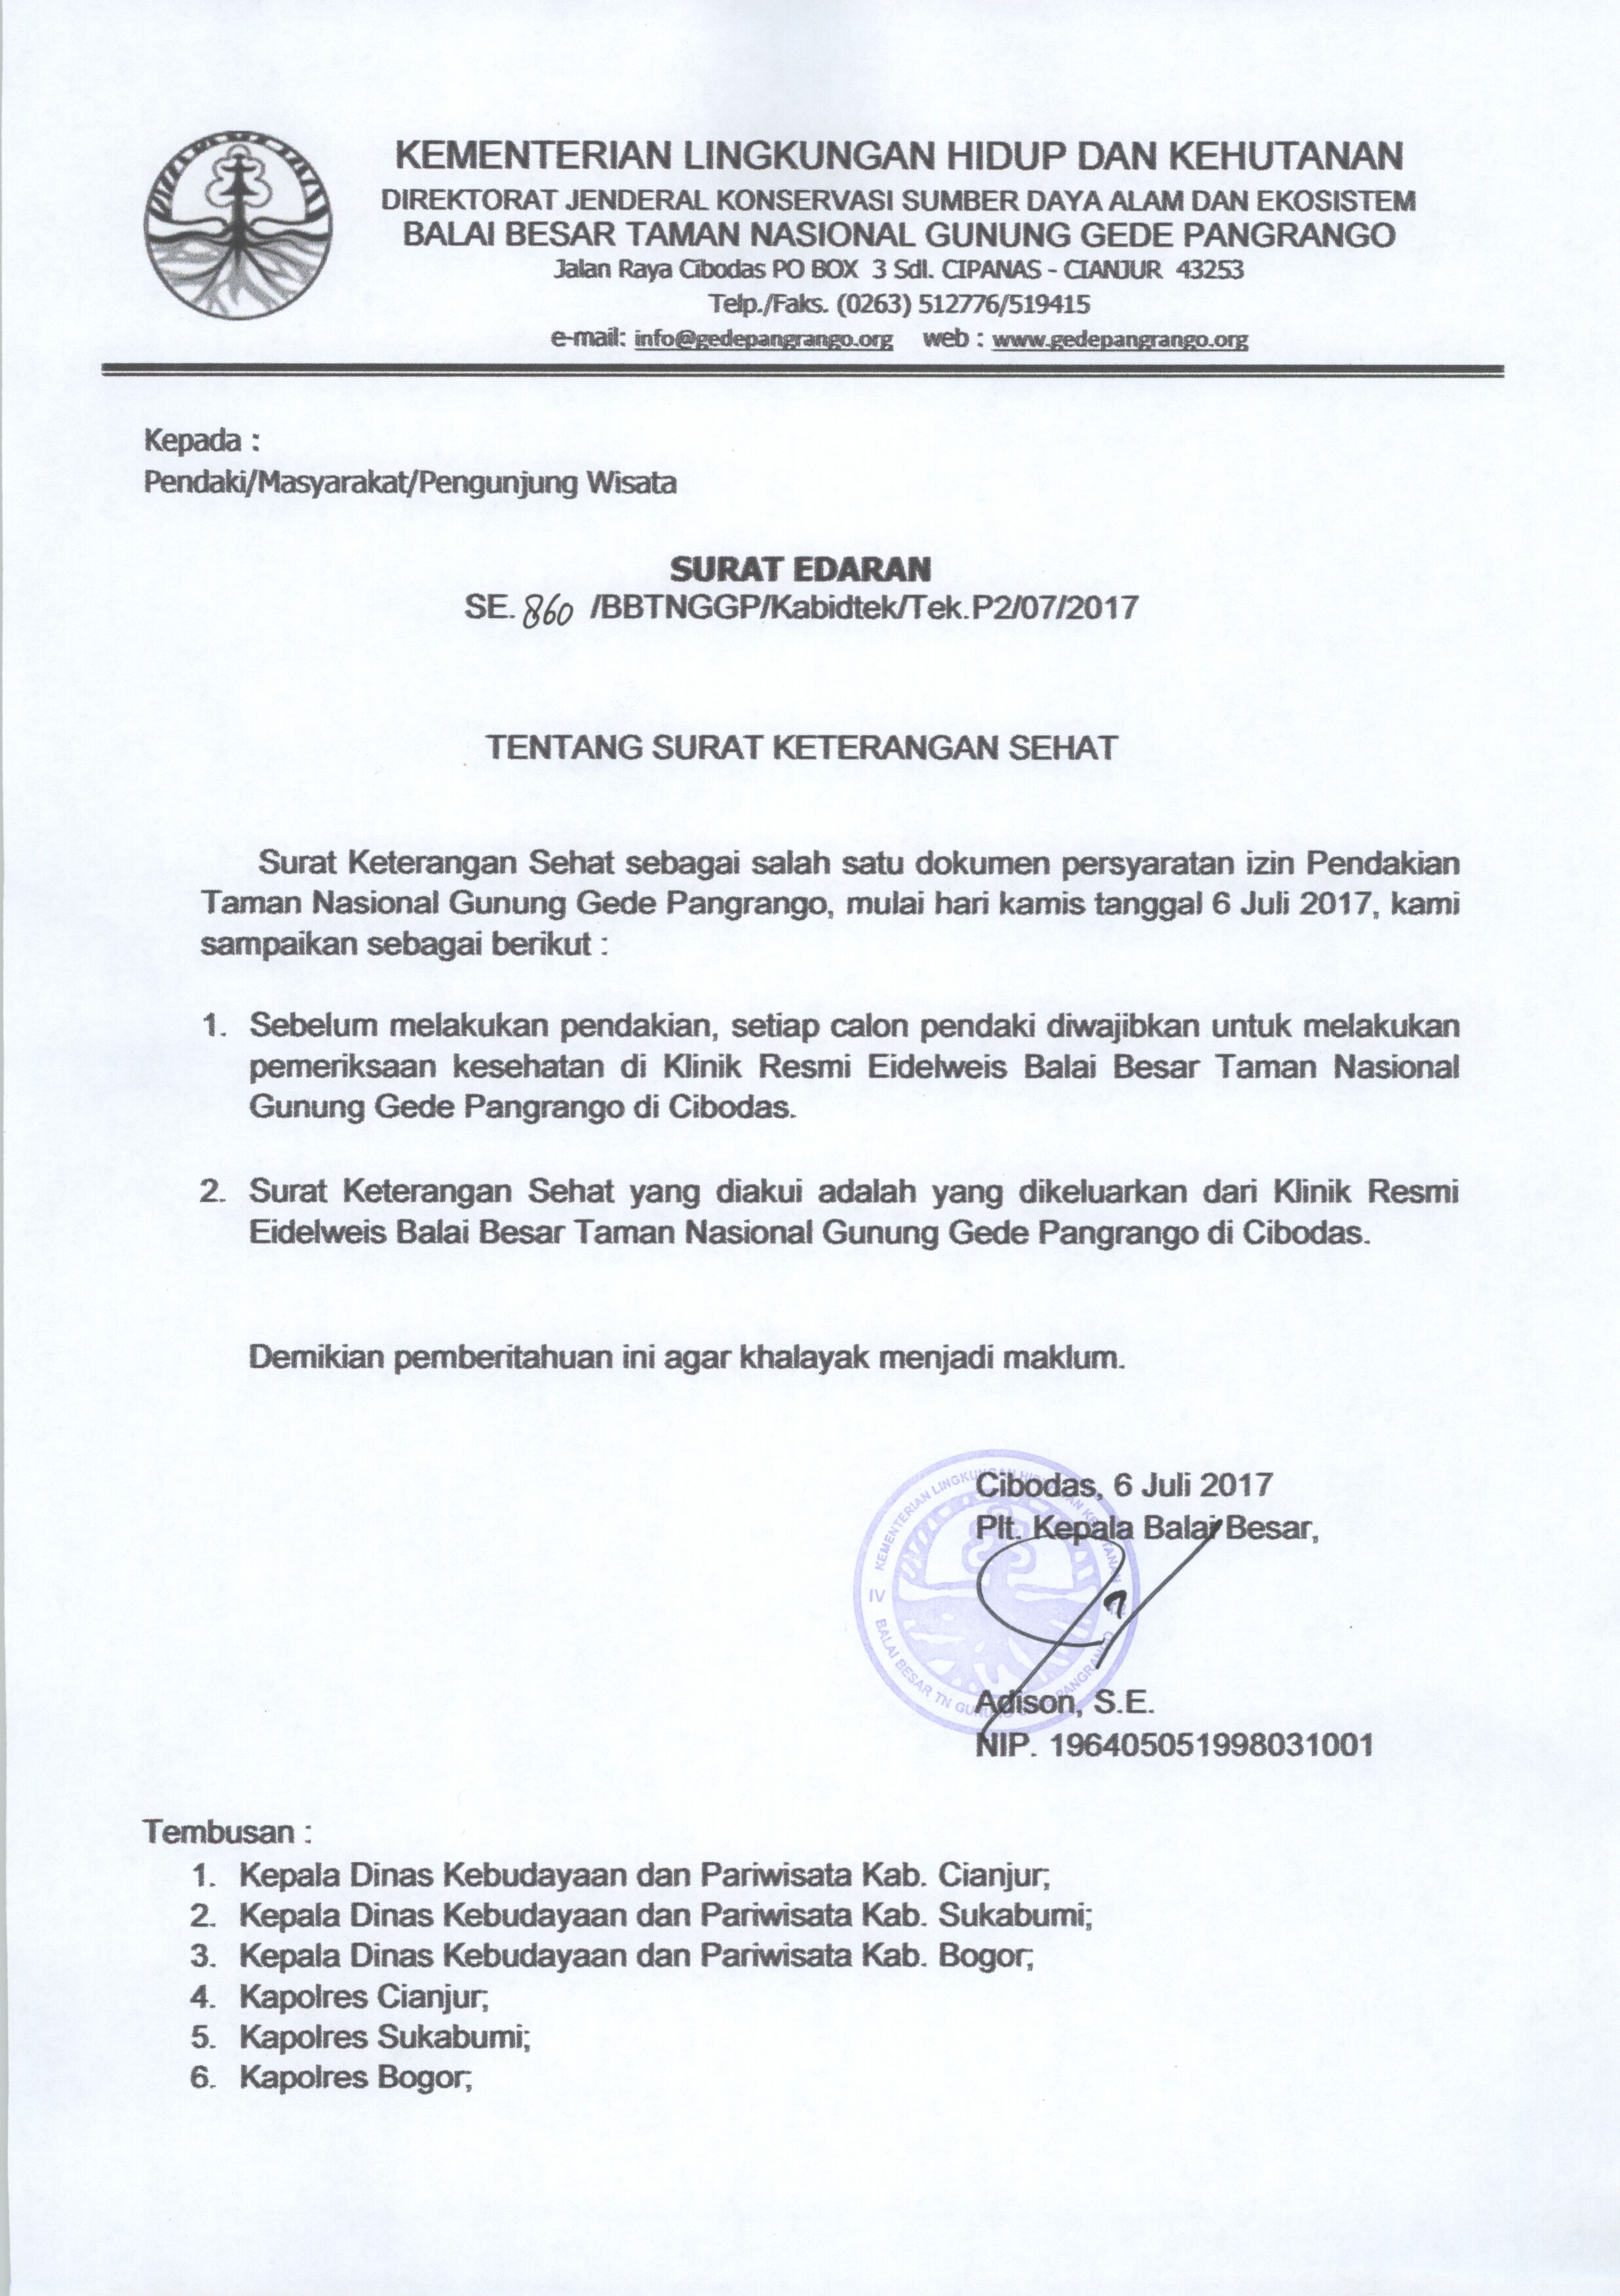 KEMENTERIAN LINGKUNGAN HIDUP DAN KEHUTANAN
DIREKTORAT JENDERAL KONSERVASI SUMBER DAYA ALAM DAN EKOSISTEM
BALAI BESAR TAMAN NASIONAL GUNUNG GEDE PANGRANGO
Jalan Raya Cibodas PO BOX 3 Sdl. CIPANAS - CIANJUR 43253
Telp./Faks. (0263) 512776/519415
e-mail: info@gedepangrango.org web : www.gedepangrango.org
Kepada :
Pendaki/Masyarakat/Pengunjung Wisata
SURAT EDARAN
SE. 860 /BBTNGGP/Kabidtek/Tek.P2/07/2017
TENTANG SURAT KETERANGAN SEHAT
Surat Keterangan Sehat sebagai salah satu dokumen persyaratan izin Pendakian
Taman Nasional Gunung Gede Pangrango, mulai hari kamis tanggal 6 Juli 2017, kami
sampaikan sebagai berikut :
1. Sebelum melakukan pendakian, setiap calon pendaki diwajibkan untuk melakukan
pemeriksaan kesehatan di Klinik Resmi Eidelweis Balai Besar Taman Nasional
Gunung Gede Pangrango di Cibodas.
2. Surat Keterangan Sehat yang diakui adalah yang dikeluarkan dari Klinik Resmi
Eidelweis Balai Besar Taman Nasional Gunung Gede Pangrango di Cibodas.
Demikian pemberitahuan ini agar khalayak menjadi maklum.
Cibodas, 6 Juli 2017
Plt. Kepala Balai Besar,
KEMENTERIAN LINGKUNGAN HIDUP DAN KEHUTANAN
IV
BALAI BESAR TN GUNUNG GEDE PANGRANGO
Adison, S.E.
NIP. 196405051998031001
Tembusan :
1. Kepala Dinas Kebudayaan dan Pariwisata Kab. Cianjur;
2. Kepala Dinas Kebudayaan dan Pariwisata Kab. Sukabumi;
3. Kepala Dinas Kebudayaan dan Pariwisata Kab. Bogor;
4. Kapolres Cianjur;
5. Kapolres Sukabumi;
6. Kapolres Bogor;